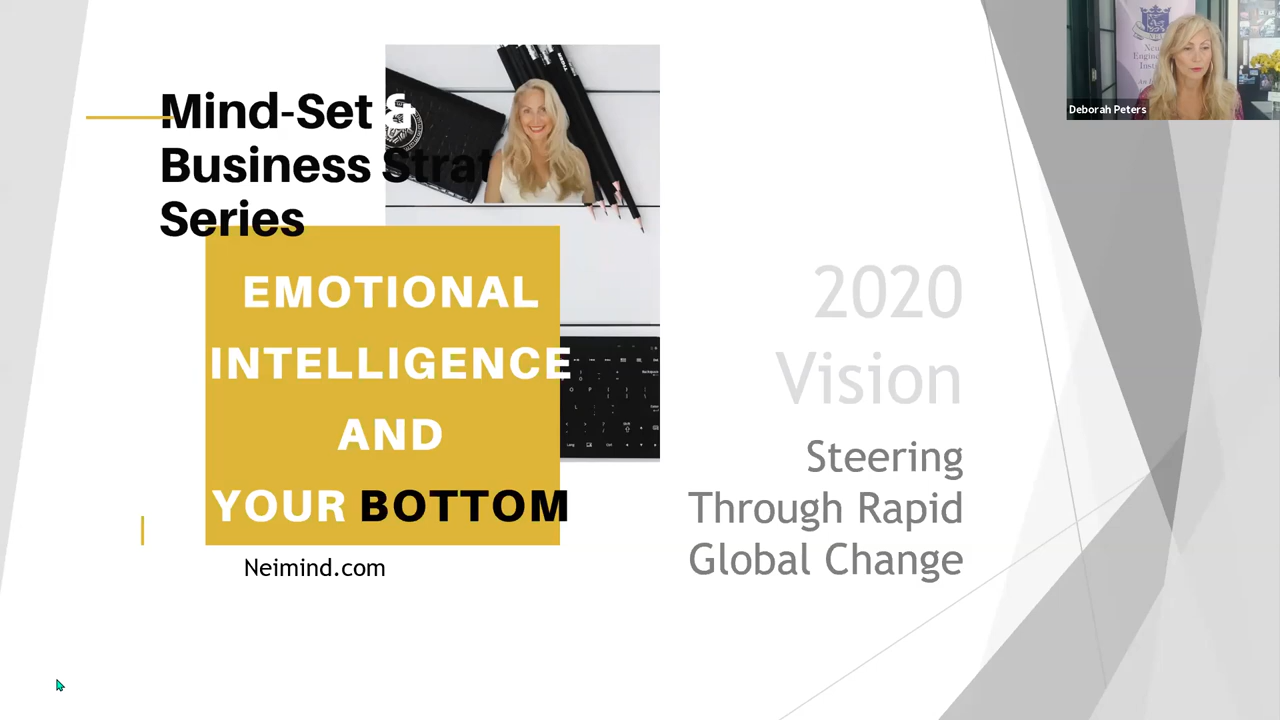 Mind-Set &
Business Strat
Series
EMOTIONAL
INTELLIGENCE
AND
YOUR BOTTOM
Neimind.com
2020
Vision
Steering
Through Rapid
Global Change
Deborah Peters